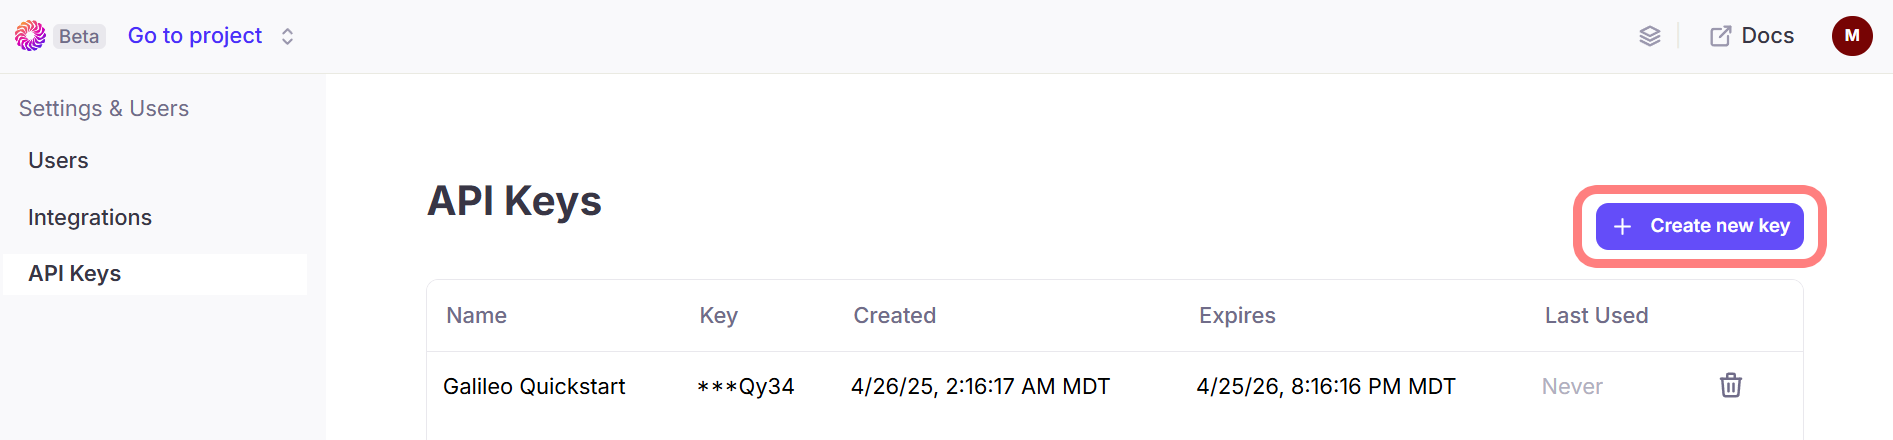 Beta Go to project Docs M
Settings & Users
Users
Integrations
API Keys
API Keys
Create new key
Name Key Created Expires Last Used
Galileo Quickstart ***Qy34 4/26/25, 2:16:17 AM MDT 4/25/26, 8:16:16 PM MDT Never